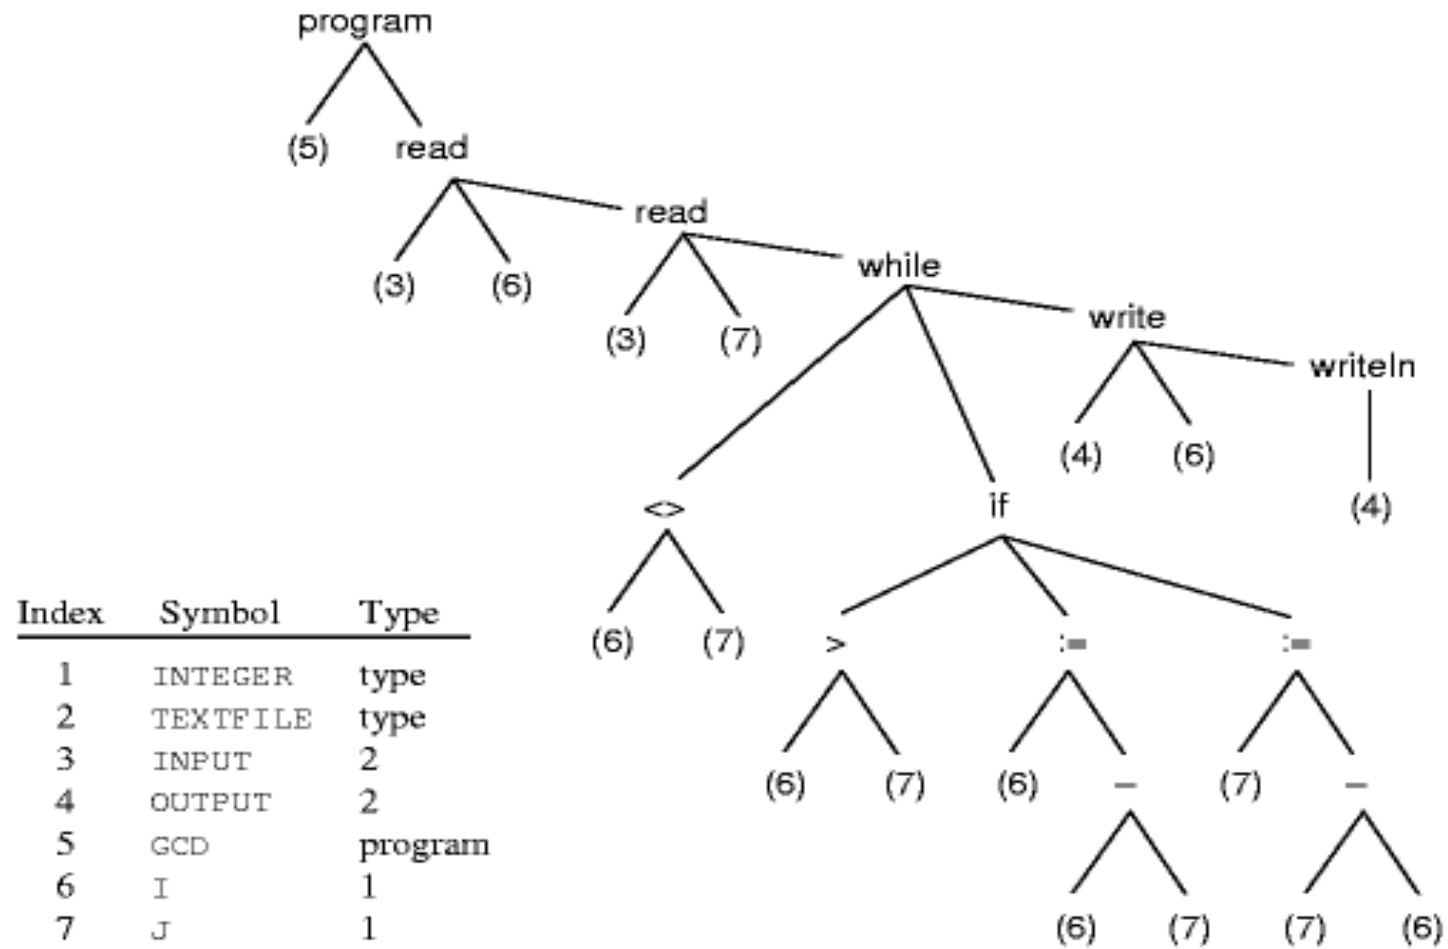 program
(5) read
read
(3) (6)
while
(3) (7)
write
writeln
(4) (6)
<> if (4)
Index Symbol Type
(6) (7) > := :=
1 INTEGER type
2 TEXTFILE type
3 INPUT 2
(6) (7) (6) - (7) -
4 OUTPUT 2
5 GCD program
6 I 1
7 J 1
(6) (7) (7) (6)